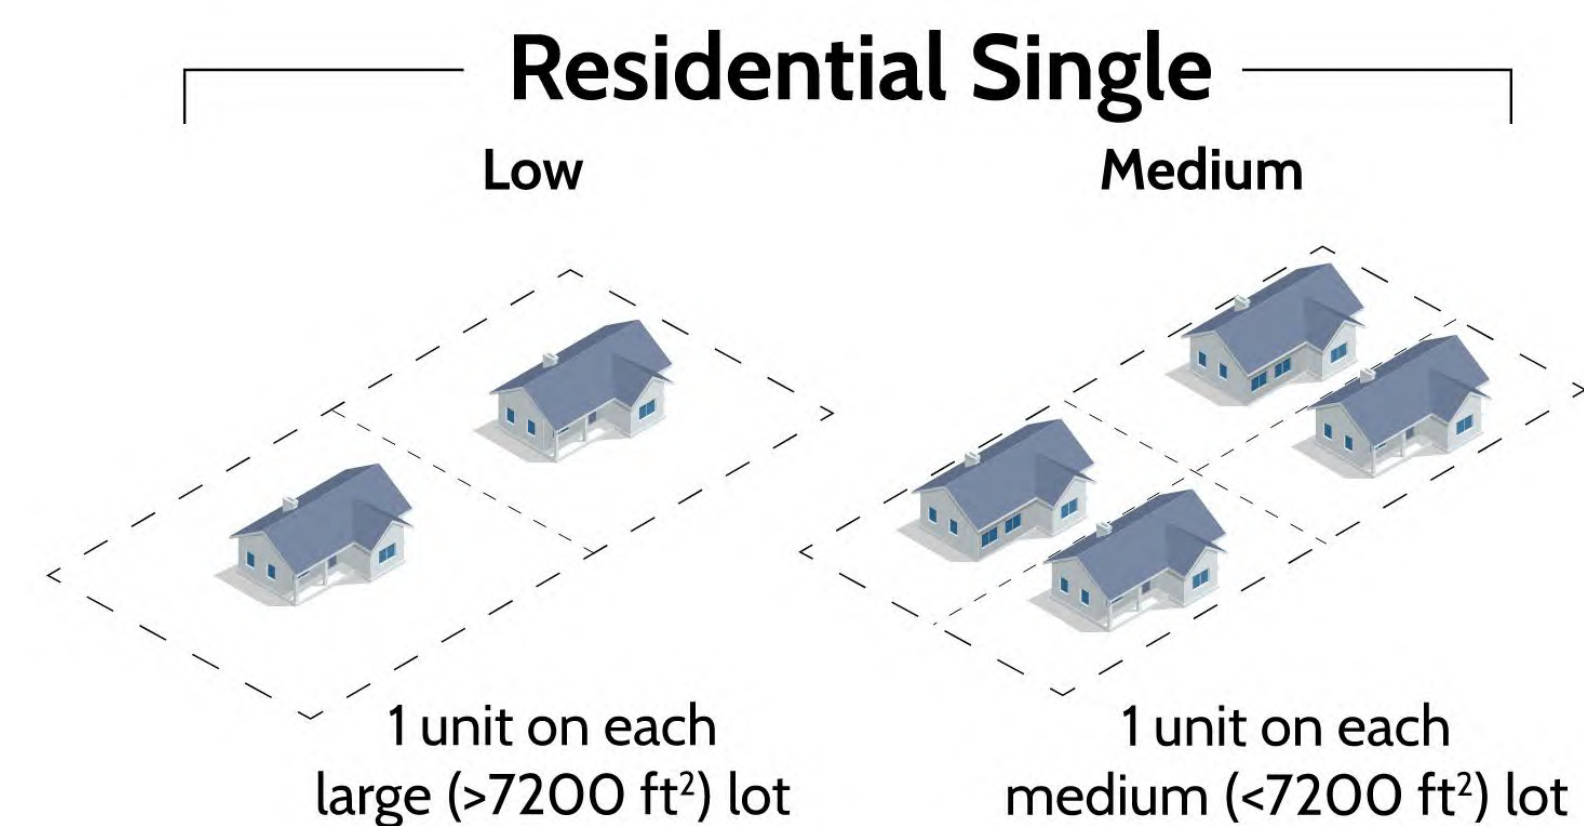 Residential Single
Low
Medium
1 unit on each
large (>7200 ft²) lot
1 unit on each
medium (<7200 ft²) lot